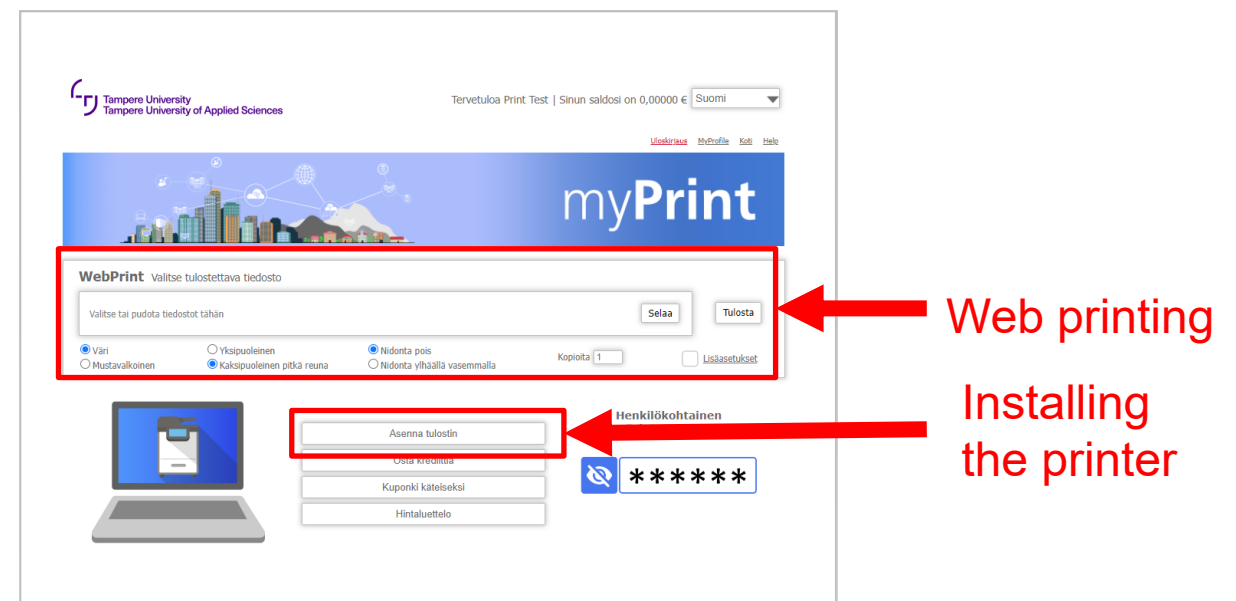 Tampere University
Tampere University of Applied Sciences
Tervetuloa Print Test | Sinun saldosi on 0,00000 € Suomi
Uloskirjaus MyProfile Koti Help
myPrint
WebPrint Valitse tulostettava tiedosto
Valitse tai pudota tiedostot tähän Selaa Tulosta
Väri Yksipuoleinen Nidonta pois
Kopioita 1 Lisäasetukset
Mustavalkoinen Kaksipuoleinen pitkä reuna Nidonta ylhäällä vasemmalla
Web printing
Installing
the printer
Henkilökohtainen
Asenna tulostin
Osta krediittiä
Kuponki käteiseksi
Hintaluettelo
******